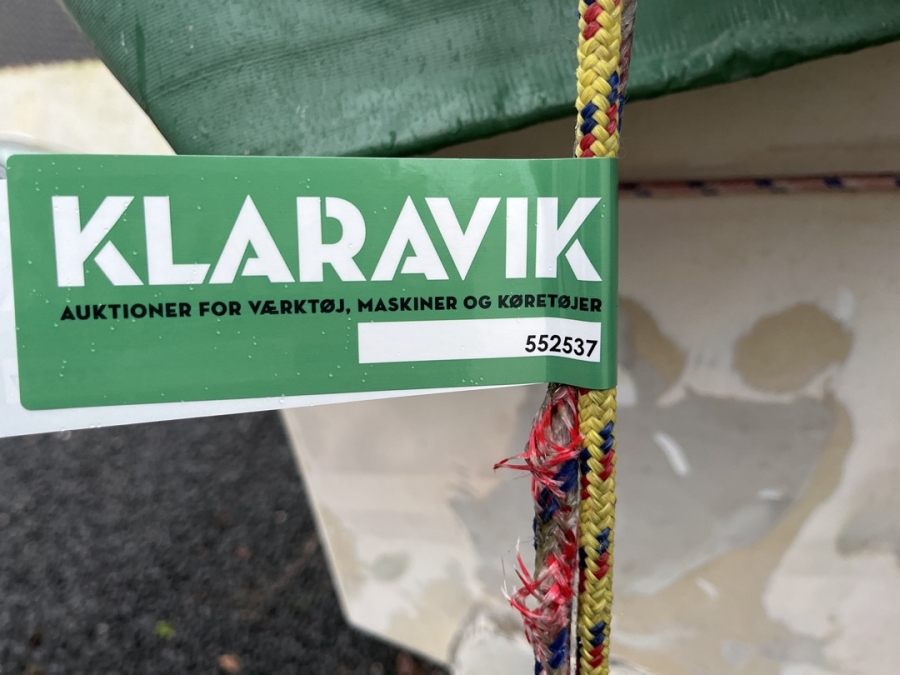 KLARAVIK
AUKTIONER FOR VÆRKTØJ, MASKINER OG KØRETØJER
552537